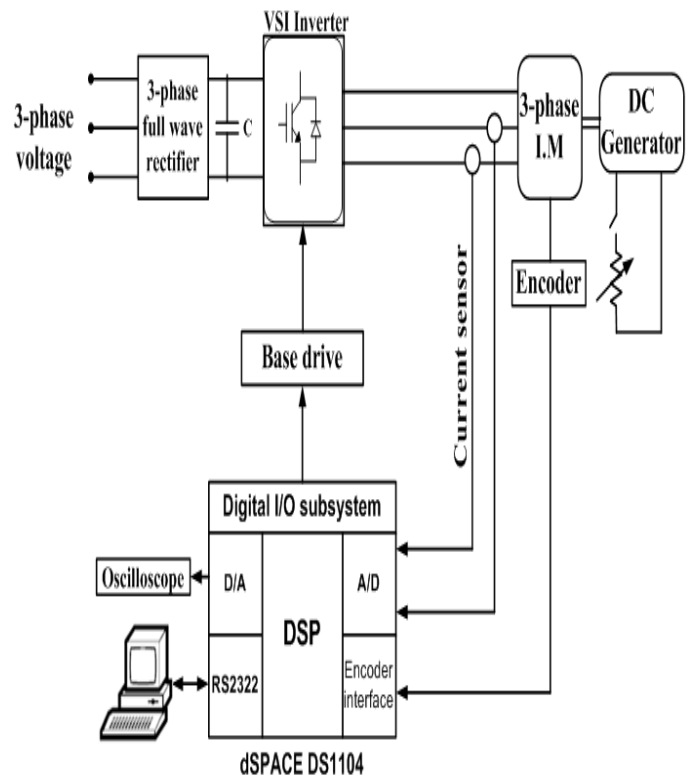 VSI Inverter
3-phase
voltage
3-phase
full wave
rectifier
C
3-phase
I.M
DC
Generator
Encoder
Current sensor
Base drive
Digital I/O subsystem
Oscilloscope
D/A
DSP
A/D
RS2322
Encoder
interface
dSPACE DS1104